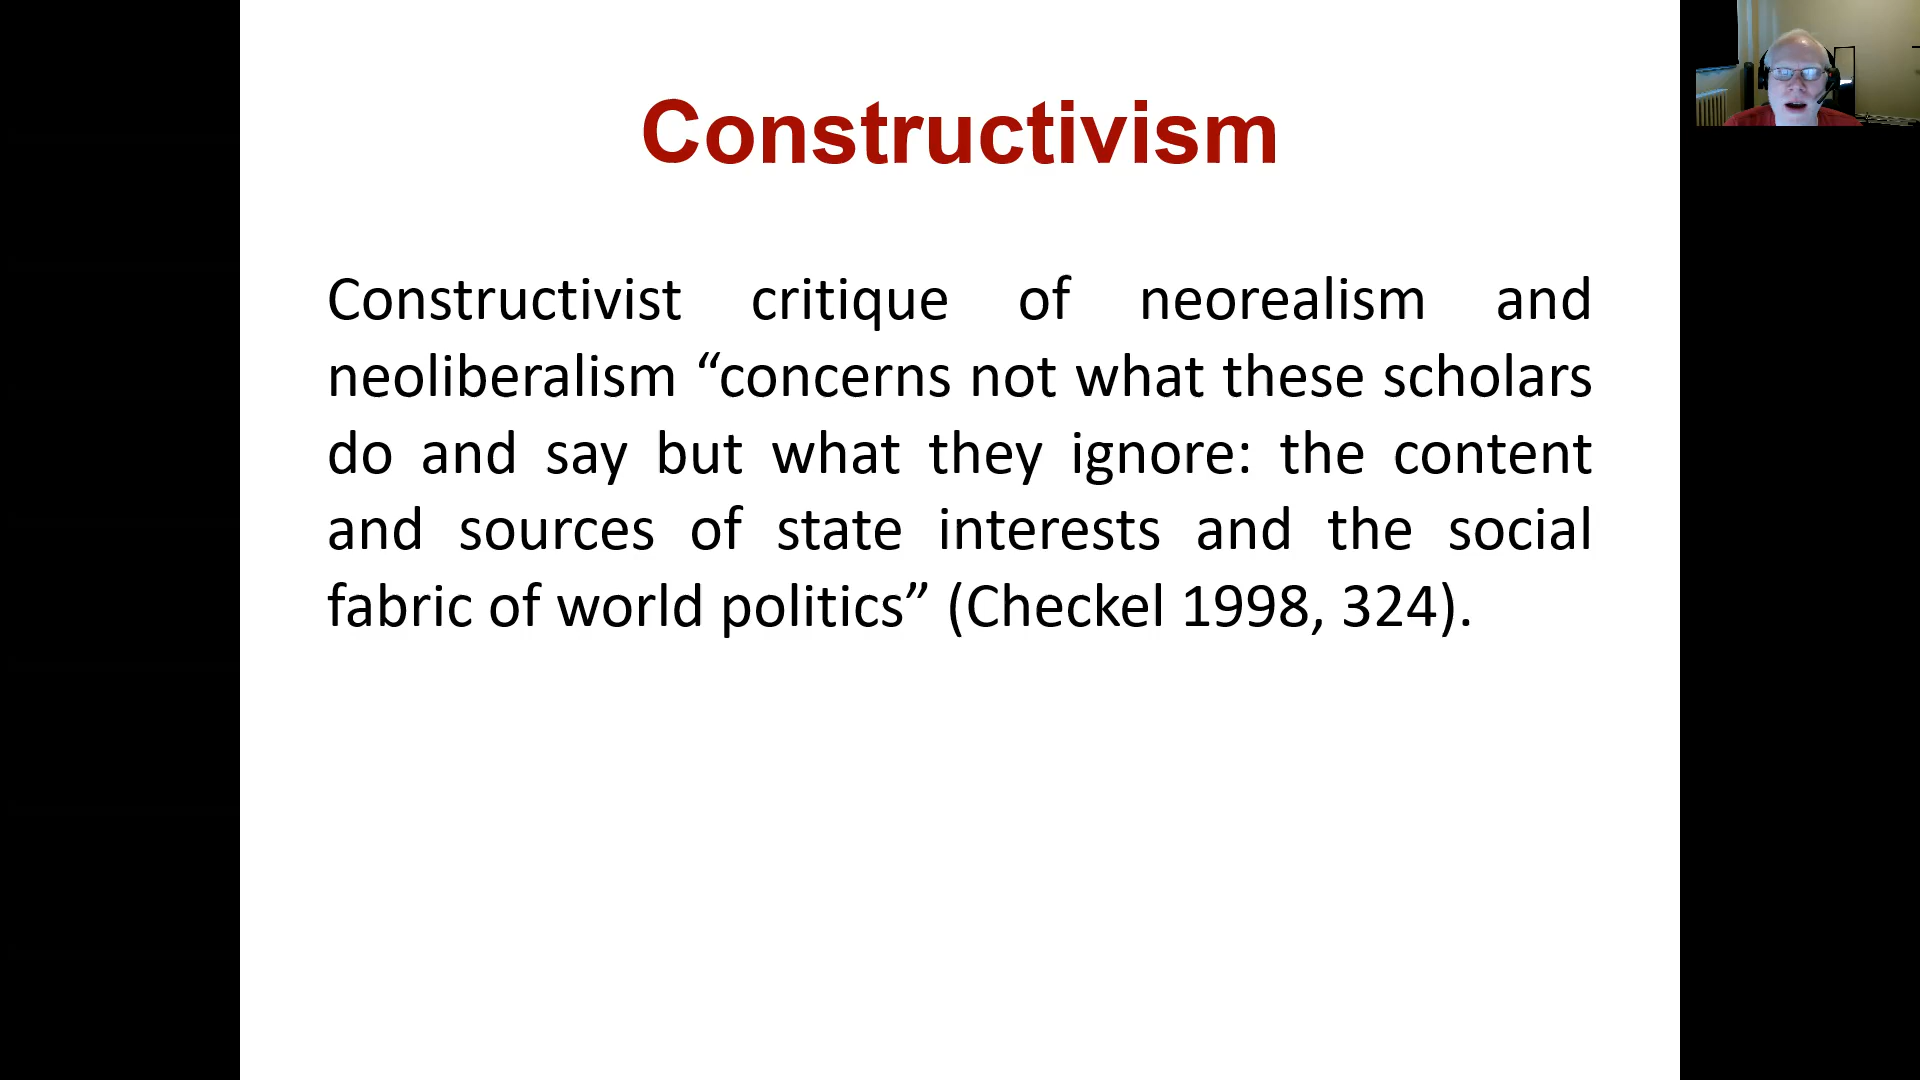 Constructivism
Constructivist critique of neorealism and
neoliberalism “concerns not what these scholars
do and say but what they ignore: the content
and sources of state interests and the social
fabric of world politics” (Checkel 1998, 324).